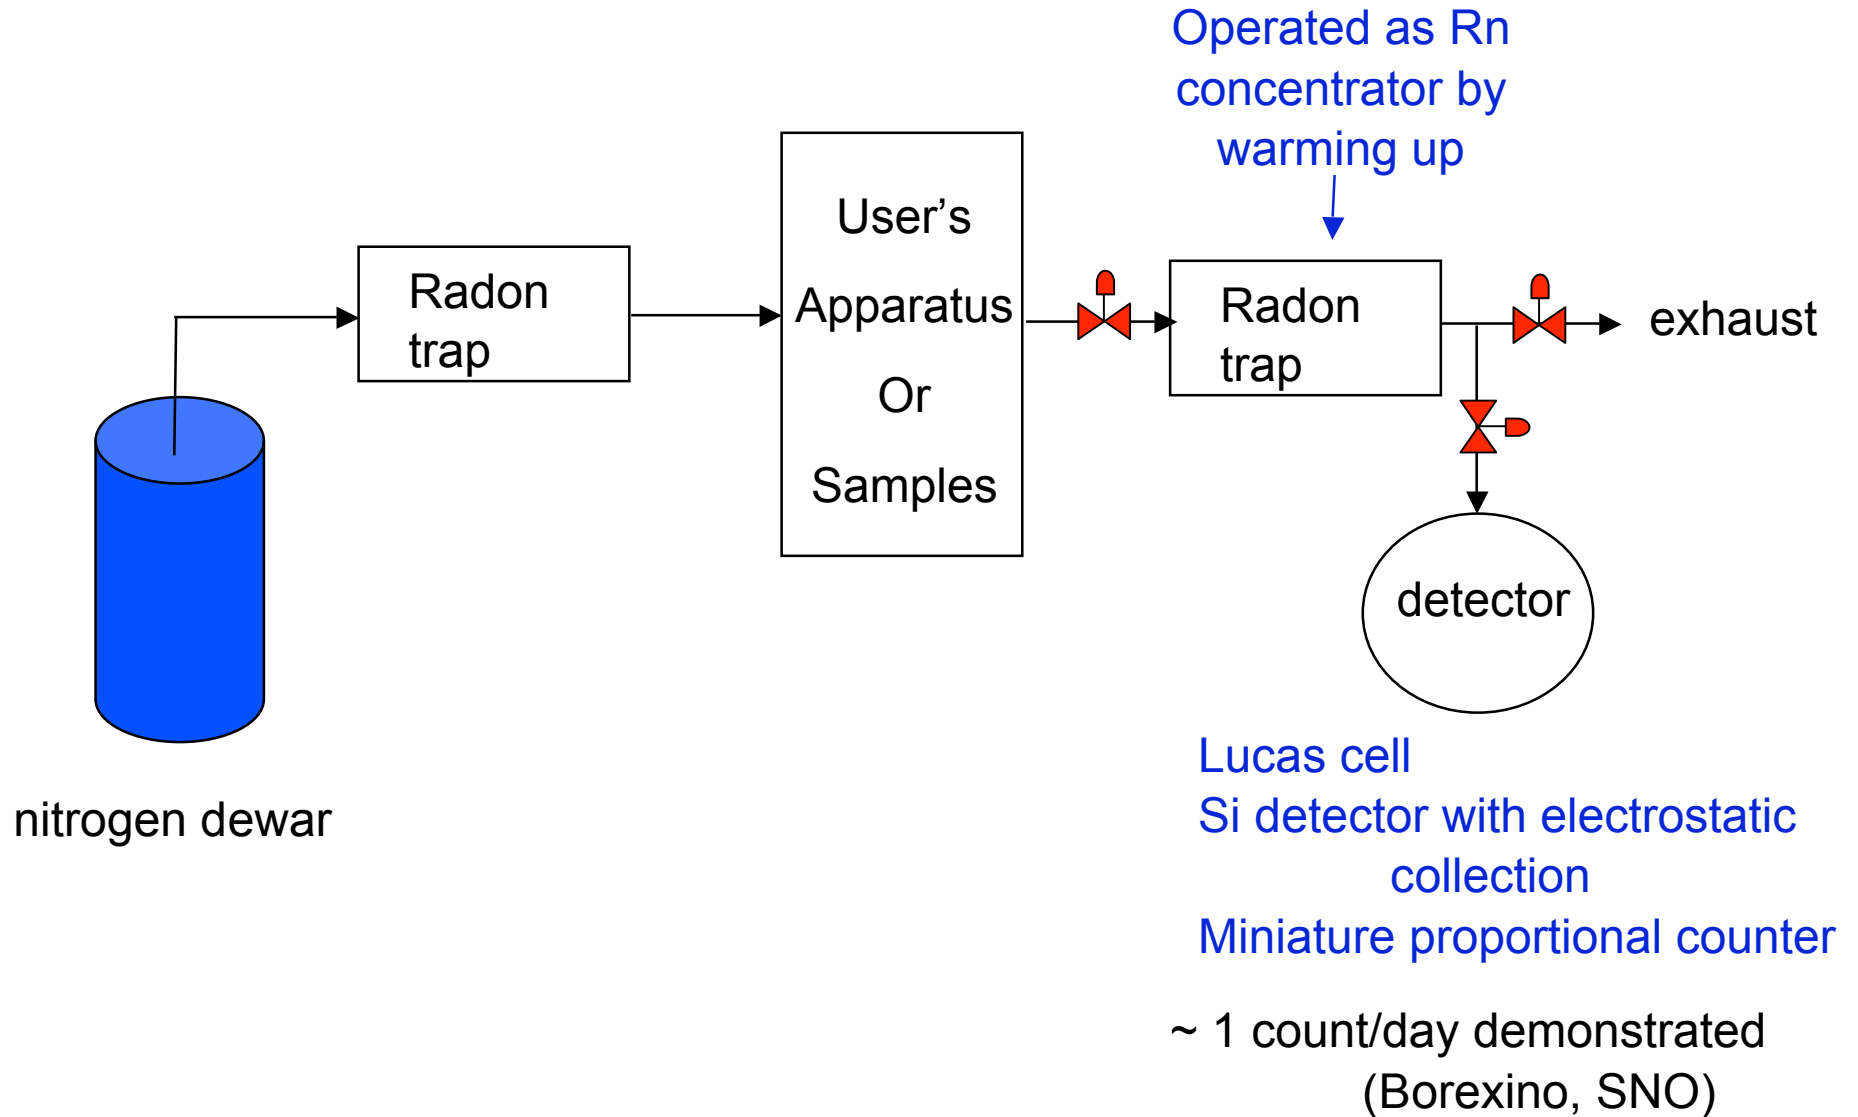 Operated as Rn
concentrator by
warming up
Radon
trap
User’s
Apparatus
Or
Samples
Radon
trap
exhaust
detector
nitrogen dewar
Lucas cell
Si detector with electrostatic
collection
Miniature proportional counter
~ 1 count/day demonstrated
(Borexino, SNO)